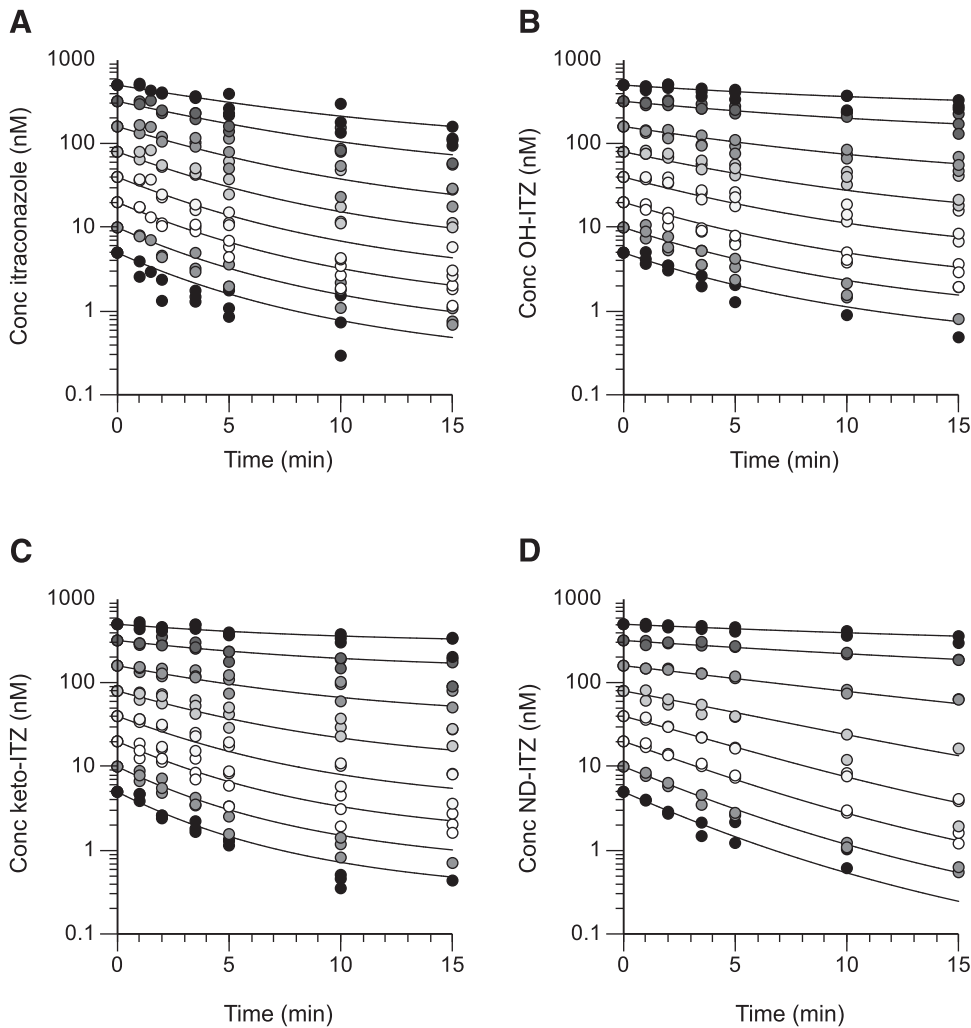 A
Conc itraconazole (nM)
1000
100
10
1
0.1
0 5 10 15
Time (min)
B
Conc OH-ITZ (nM)
1000
100
10
1
0.1
0 5 10 15
Time (min)
C
Conc keto-ITZ (nM)
1000
100
10
1
0.1
0 5 10 15
Time (min)
D
Conc ND-ITZ (nM)
1000
100
10
1
0.1
0 5 10 15
Time (min)